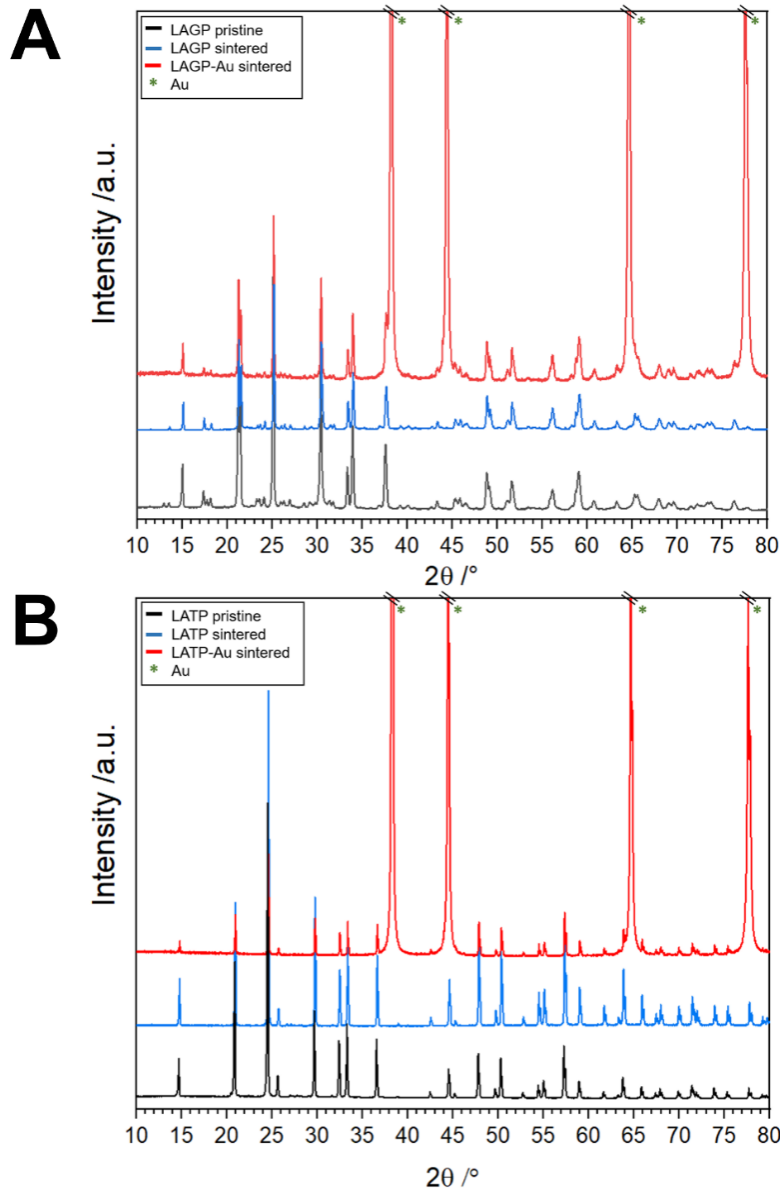 A
LAGP pristine
LAGP sintered
LAGP-Au sintered
* Au
* * * *
Intensity /a.u.
10 15 20 25 30 35 40 45 50 55 60 65 70 75 80
2θ /°
B
LATP pristine
LATP sintered
LATP-Au sintered
* Au
* * * *
Intensity /a.u.
10 15 20 25 30 35 40 45 50 55 60 65 70 75 80
2θ /°